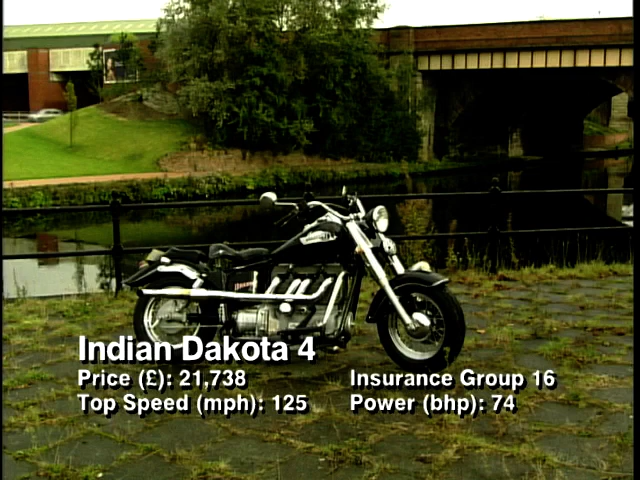 Indian Dakota 4
Price (£): 21,738
Insurance Group 16
Top Speed (mph): 125
Power (bhp): 74